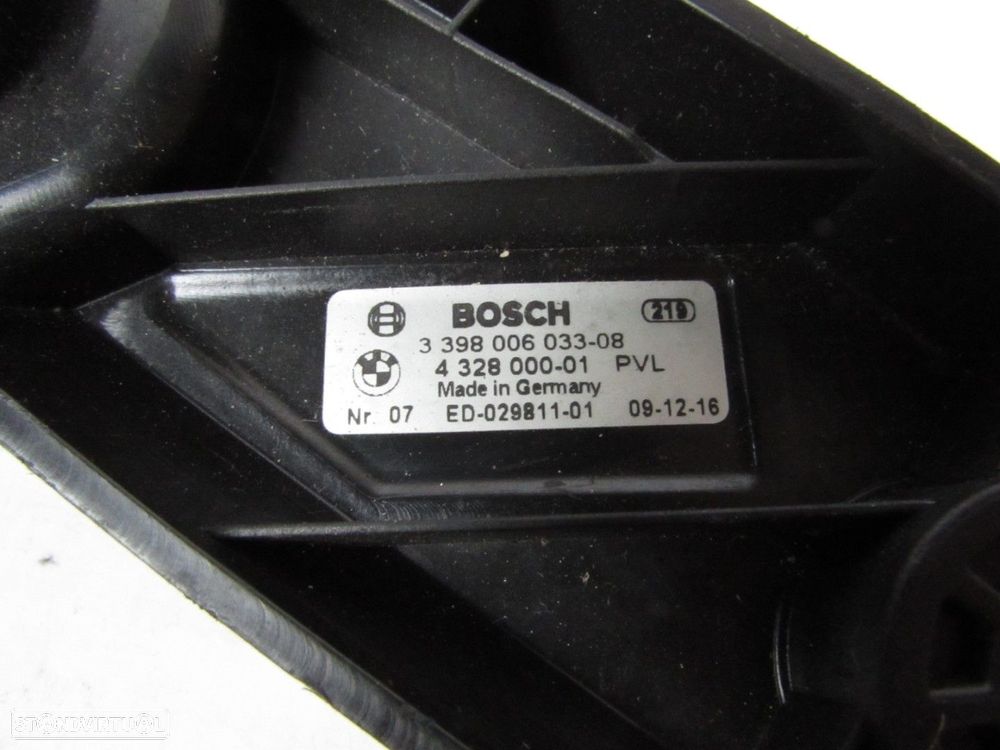 BOSCH 219
3 398 006 033-08
4 328 000-01 PVL
Made in Germany
Nr. 07 ED-029811-01 09-12-16
STANDVIRTUAL